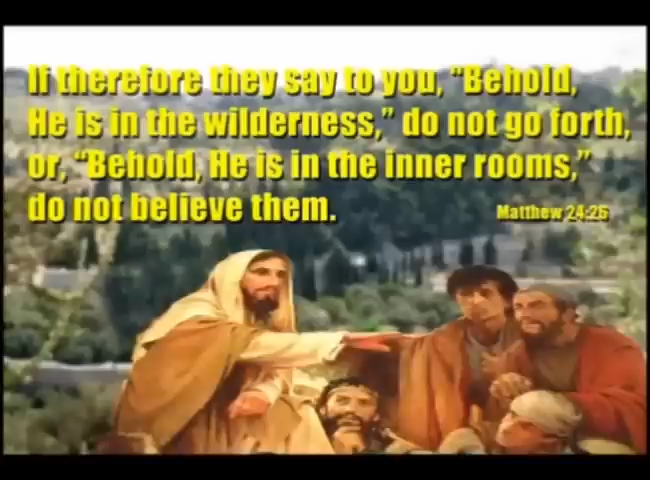 If therefore they say to you, "Behold,
He is in the wilderness," do not go forth,
or, "Behold, He is in the inner rooms,"
do not believe them.
Matthew 24:26